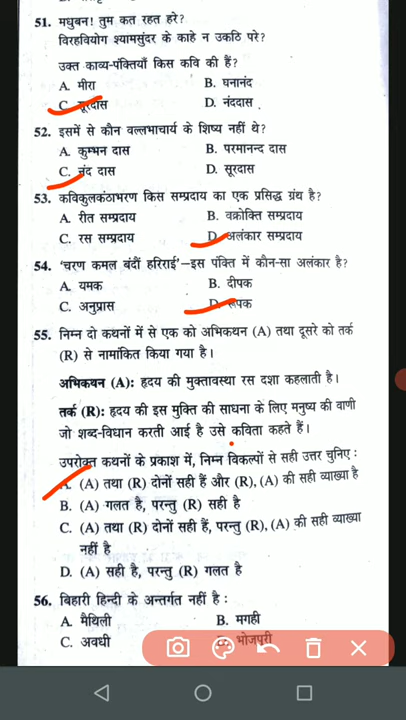 51. मधुबन! तुम कत रहत हरे?
विरहवियोग श्यामसुंदर के काहे न उकठि परे?
उक्त काव्य-पंक्तियाँ किस कवि की हैं?
A. मीरा B. घनानंद
C. सूरदास D. नंददास .
52. इसमें से कौन वल्लभाचार्य के शिष्य नहीं थे?
A. कुम्भन दास B. परमानन्द दास
C. नंद दास D. सूरदास
53. कविकुलकंठाभरण किस सम्प्रदाय का एक प्रसिद्ध ग्रंथ है?
A. रीत सम्प्रदाय B. वक्रोक्ति सम्प्रदाय
C. रस सम्प्रदाय D. अलंकार सम्प्रदाय
54. 'चरण कमल बंदौं हरिराई'–इस पंक्ति में कौन-सा अलंकार है?
A. यमक B. दीपक
C. अनुप्रास D. रूपक
55. निम्न दो कथनों में से एक को अभिकथन (A) तथा दूसरे को तर्क
(R) से नामांकित किया गया है।
अभिकथन (A): हृदय की मुक्तावस्था रस दशा कहलाती है।
तर्क (R): हृदय की इस मुक्ति की साधना के लिए मनुष्य की वाणी
जो शब्द-विधान करती आई है उसे कविता कहते हैं।
उपरोक्त कथनों के प्रकाश में, निम्न विकल्पों से सही उत्तर चुनिए :
A. (A) तथा (R) दोनों सही हैं और (R), (A) की सही व्याख्या है
B. (A) गलत है, परन्तु (R) सही है
C. (A) तथा (R) दोनों सही हैं, परन्तु (R), (A) की सही व्याख्या
नहीं है
D. (A) सही है, परन्तु (R) गलत है
56. बिहारी हिन्दी के अन्तर्गत नहीं है :
A. मैथिली B. मगही
C. अवधी D. भोजपुरी